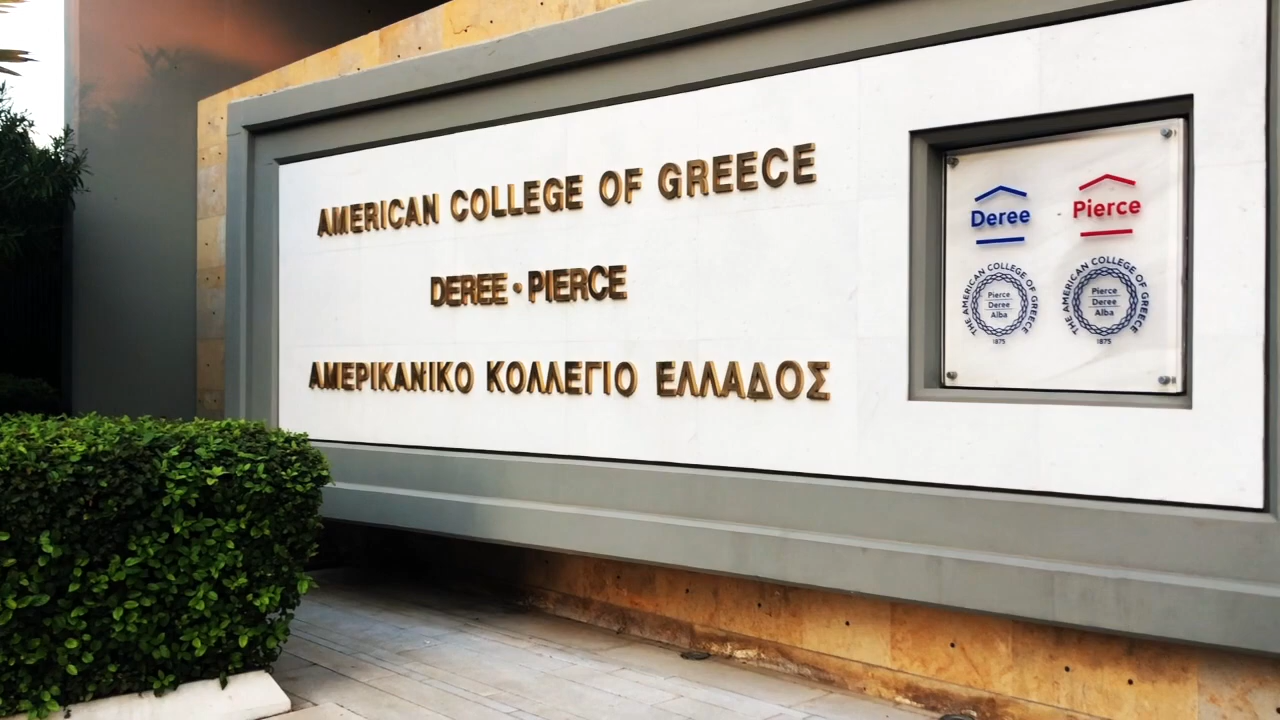 AMERICAN COLLEGE OF GREECE
DEREE · PIERCE
ΑΜΕΡΙΚΑΝΙΚΟ ΚΟΛΛΕΓΙΟ ΕΛΛΑΔΟΣ
Deree
Pierce
THE AMERICAN COLLEGE OF GREECE
Pierce
Deree
Alba
1875
THE AMERICAN COLLEGE OF GREECE
Pierce
Deree
Alba
1875